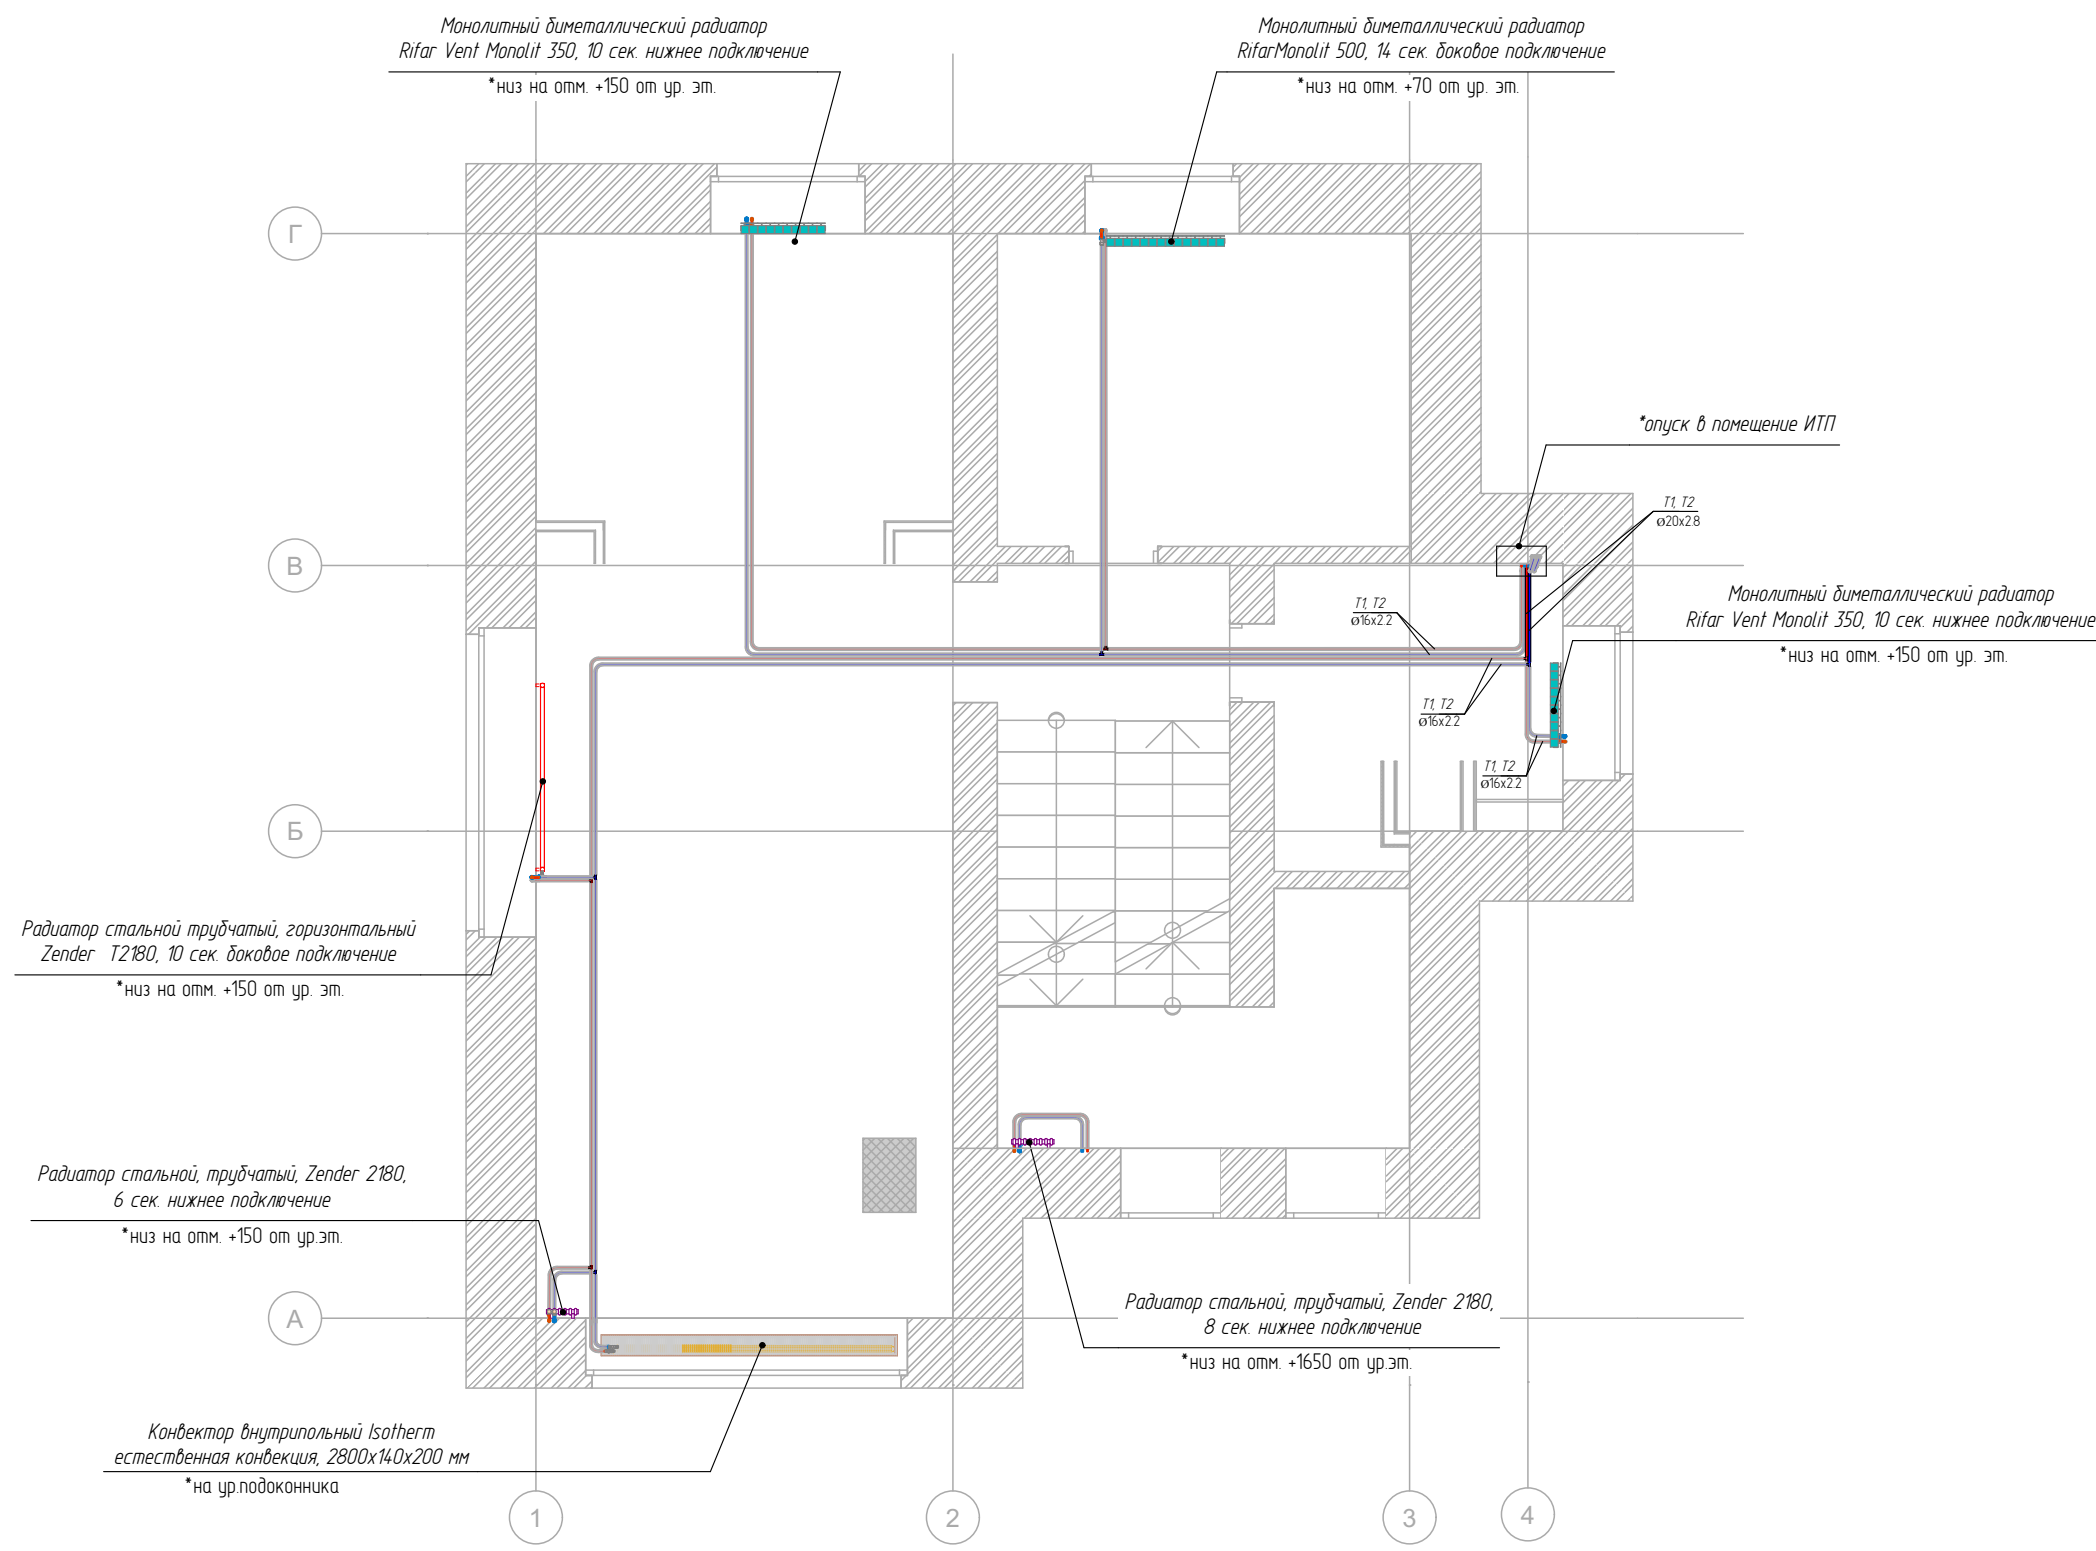 Монолитный биметаллический радиатор
Rifar Vent Monolit 350, 10 сек. нижнее подключение
*низ на отм. +150 от ур. эт.
Монолитный биметаллический радиатор
RifarMonolit 500, 14 сек. боковое подключение
*низ на отм. +70 от ур. эт.
Г
*опуск в помещение ИТП
Т1, Т2
ø20х2.8
В
Монолитный биметаллический радиатор
Rifar Vent Monolit 350, 10 сек. нижнее подключение
*низ на отм. +150 от ур. эт.
Т1, Т2
ø16х2.2
Т1, Т2
ø16х2.2
Т1, Т2
ø16х2.2
Б
Радиатор стальной трубчатый, горизонтальный
Zender Т2180, 10 сек. боковое подключение
*низ на отм. +150 от ур. эт.
Радиатор стальной, трубчатый, Zender 2180,
6 сек. нижнее подключение
*низ на отм. +150 от ур.эт.
А
Радиатор стальной, трубчатый, Zender 2180,
8 сек. нижнее подключение
*низ на отм. +1650 от ур.эт.
Конвектор внутрипольный Isotherm
естественная конвекция, 2800х140х200 мм
*на ур.подоконника
1
2
3
4